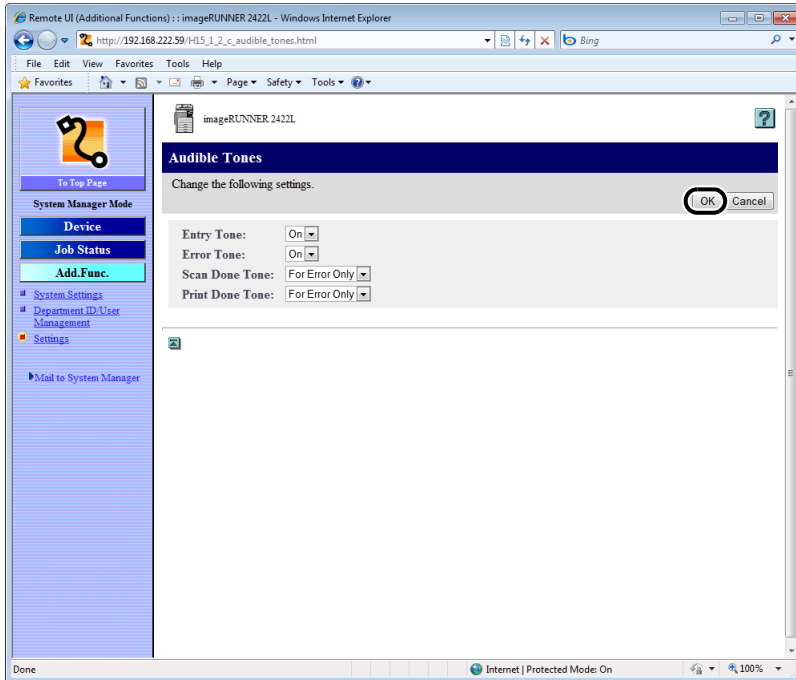 Remote UI (Additional Functions) : : imageRUNNER 2422L - Windows Internet Explorer
http://192.168.222.59/H15_1_2_c_audible_tones.html
Bing
File Edit View Favorites Tools Help
Favorites Page Safety Tools
imageRUNNER 2422L
To Top Page
System Manager Mode
Device
Job Status
Add.Func.
System Settings
Department ID/User
Management
Settings
Mail to System Manager
Audible Tones
Change the following settings.
OK Cancel
Entry Tone: On
Error Tone: On
Scan Done Tone: For Error Only
Print Done Tone: For Error Only
Done Internet | Protected Mode: On 100%